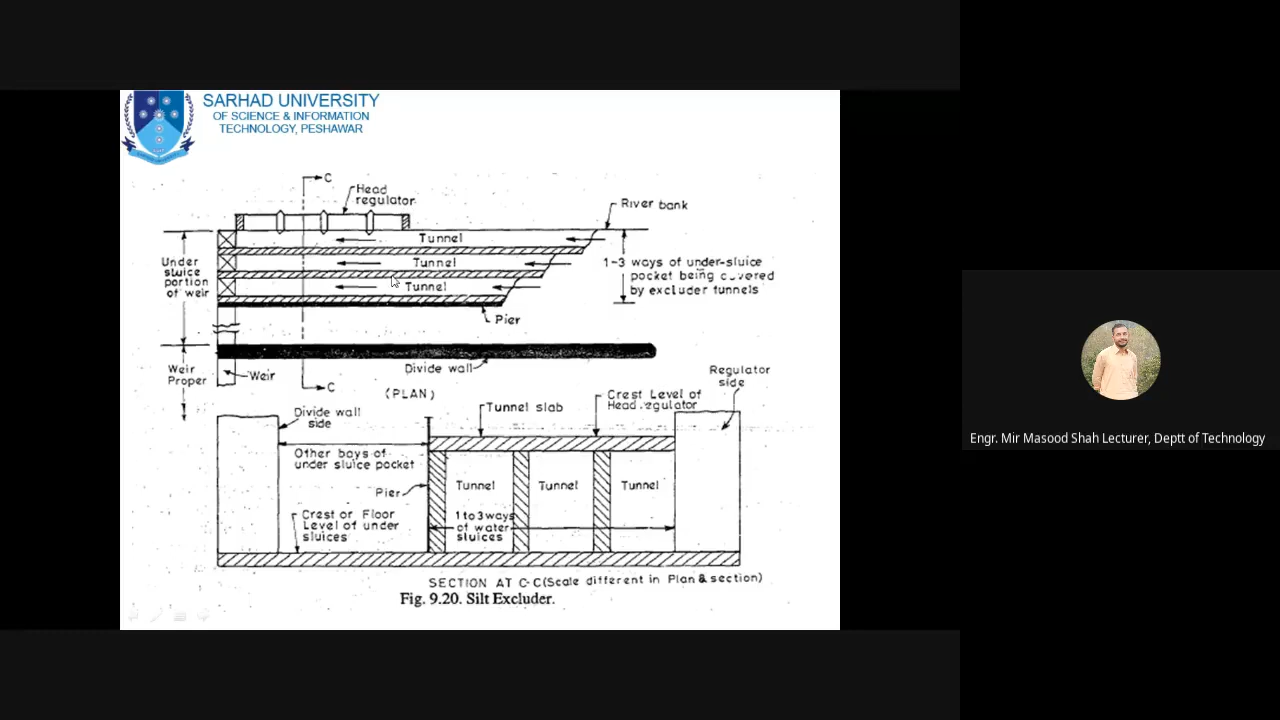 SARHAD UNIVERSITY
OF SCIENCE & INFORMATION
TECHNOLOGY, PESHAWAR
C
Head
regulator
River bank
Tunnel
Under
sluice
portion
of weir
Tunnel
1-3 ways of under-sluice
pocket being covered
by excluder funnels
Tunnel
Pier
Weir
Proper
Weir
Divide wall
C
(PLAN)
Regulator
side
Divide wall
side
Tunnel slab
Crest Level of
Head regulator
Other bays of
under sluice pocket
Pier
Tunnel
Tunnel
Tunnel
Crest or Floor
Level of under
sluices
1 to 3 ways
of water
sluices
SECTION AT C-C (Scale different in Plan & section)
Fig. 9.20. Silt Excluder.
Engr. Mir Masood Shah Lecturer, Deptt of Technology